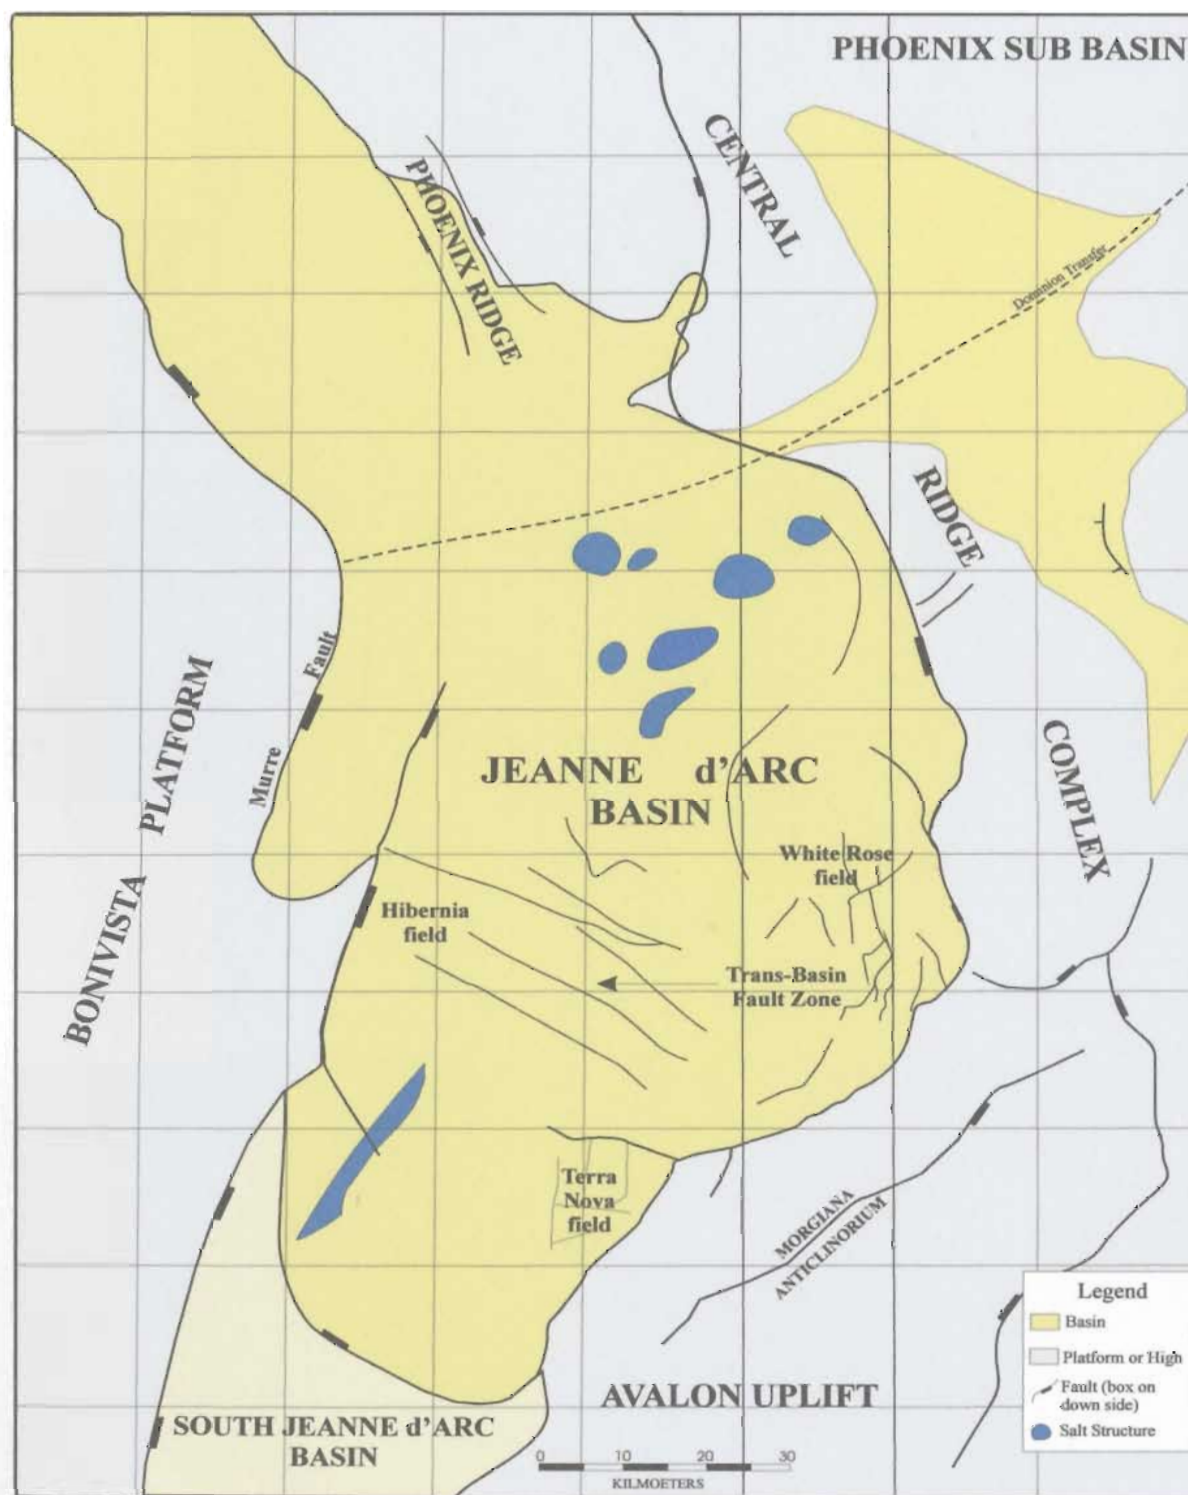 PHOENIX SUB BASIN
CENTRAL
PHOENIX RIDGE
Dominion Transfer
RIDGE
Fault
Murre
PLATFORM
BONIVISTA
COMPLEX
JEANNE d'ARC
BASIN
White Rose
field
Hibernia
field
Trans-Basin
Fault Zone
Terra
Nova
field
MORGIANA
ANTICLINORIUM
Legend
Basin
Platform or High
Fault (box on
down side)
Salt Structure
AVALON UPLIFT
SOUTH JEANNE d'ARC
BASIN
0 10 20 30
KILMOETERS